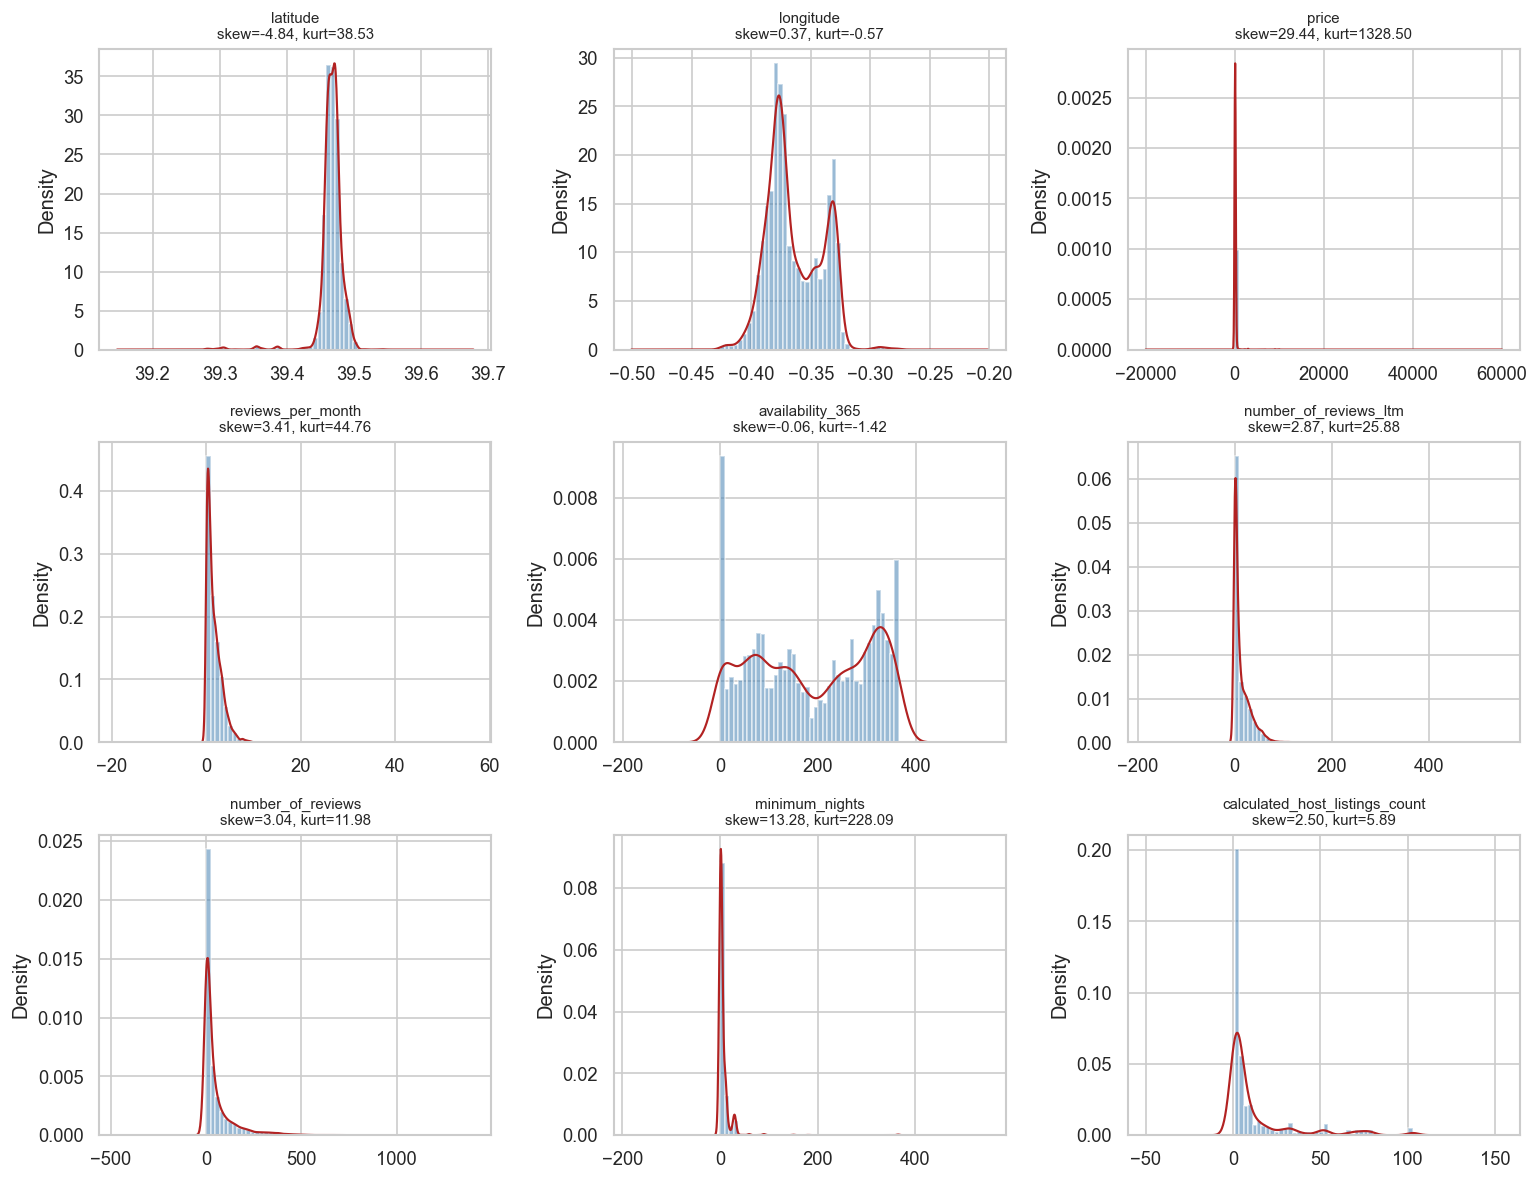 latitude
skew=-4.84, kurt=38.53
longitude
skew=0.37, kurt=-0.57
price
skew=29.44, kurt=1328.50
Density
35
30
25
20
15
10
5
0
39.2 39.3 39.4 39.5 39.6 39.7
Density
30
25
20
15
10
5
0
−0.50 −0.45 −0.40 −0.35 −0.30 −0.25 −0.20
Density
0.0025
0.0020
0.0015
0.0010
0.0005
0.0000
−20000 0 20000 40000 60000
reviews_per_month
skew=3.41, kurt=44.76
availability_365
skew=-0.06, kurt=-1.42
number_of_reviews_ltm
skew=2.87, kurt=25.88
Density
0.4
0.3
0.2
0.1
0.0
−20 0 20 40 60
Density
0.008
0.006
0.004
0.002
0.000
−200 0 200 400
Density
0.06
0.05
0.04
0.03
0.02
0.01
0.00
−200 0 200 400
number_of_reviews
skew=3.04, kurt=11.98
minimum_nights
skew=13.28, kurt=228.09
calculated_host_listings_count
skew=2.50, kurt=5.89
Density
0.025
0.020
0.015
0.010
0.005
0.000
−500 0 500 1000
Density
0.08
0.06
0.04
0.02
0.00
−200 0 200 400
Density
0.20
0.15
0.10
0.05
0.00
−50 0 50 100 150